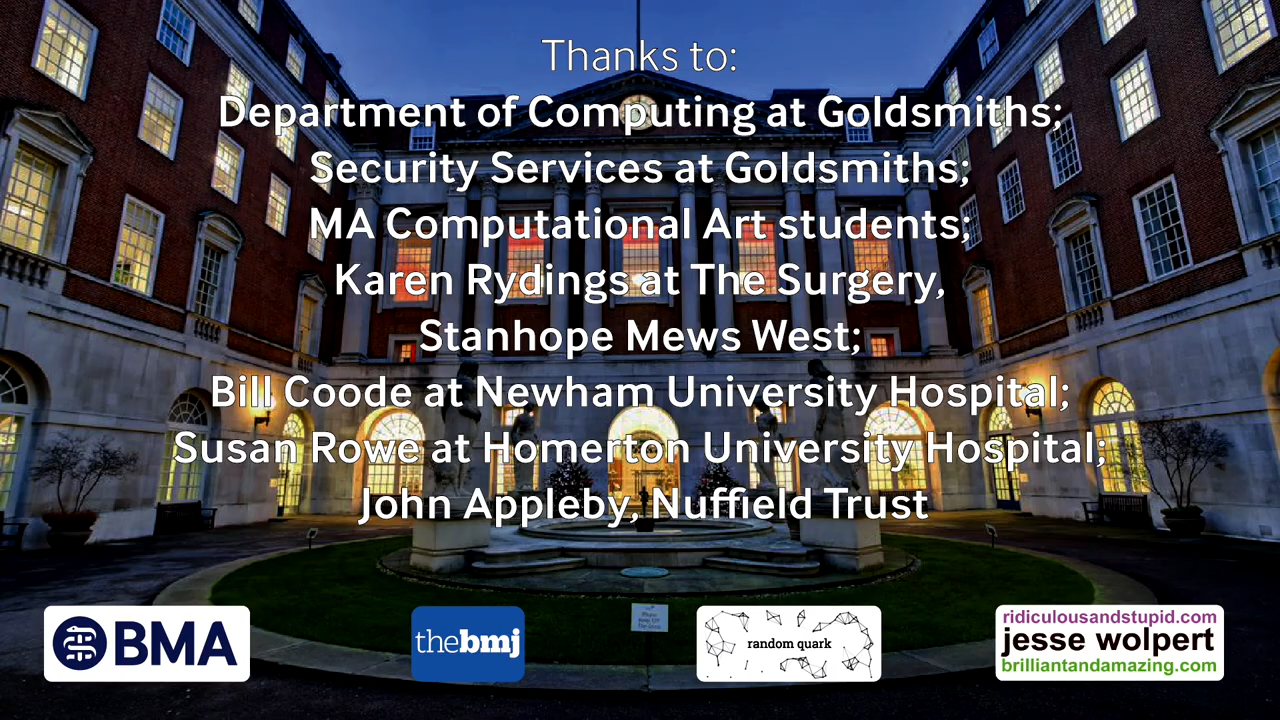 Thanks to:
Department of Computing at Goldsmiths;
Security Services at Goldsmiths;
MA Computational Art students;
Karen Rydings at The Surgery,
Stanhope Mews West;
Bill Coode at Newham University Hospital;
Susan Rowe at Homerton University Hospital;
John Appleby, Nuffield Trust
BMA
thebmj
random quark
ridiculousandstupid.com
jesse wolpert
brilliantandamazing.com